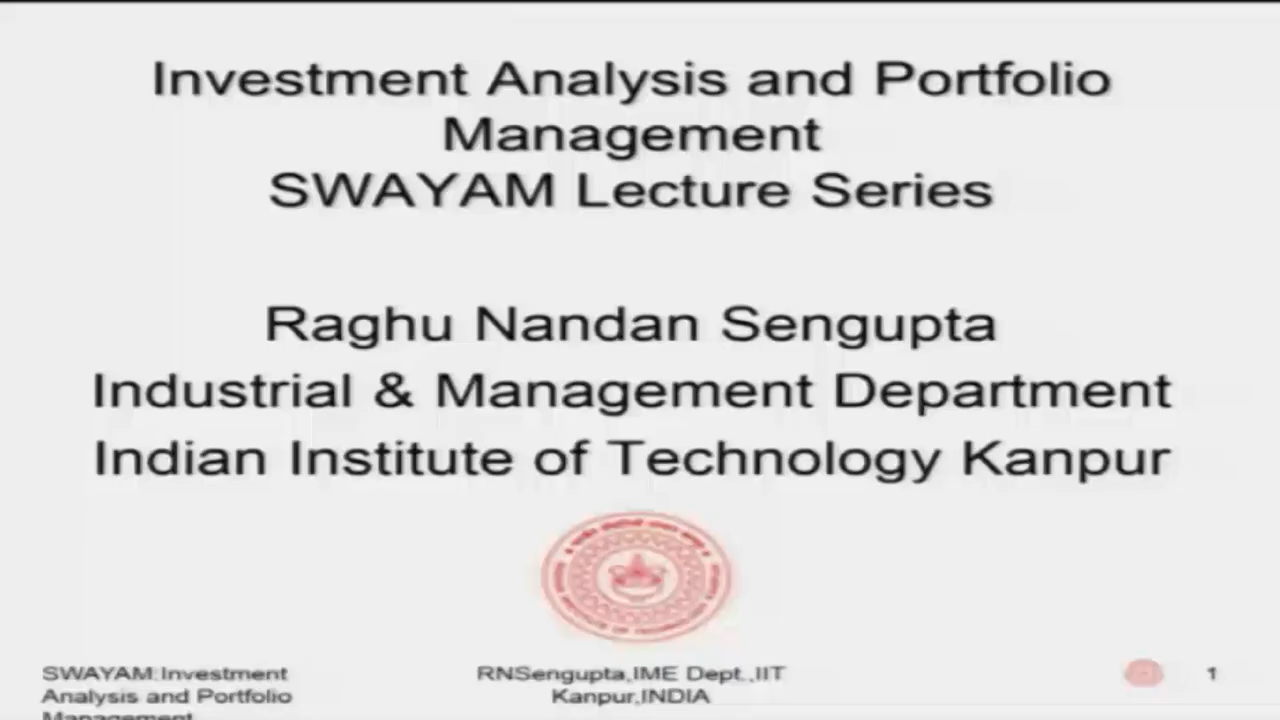 Investment Analysis and Portfolio
Management
SWAYAM Lecture Series
Raghu Nandan Sengupta
Industrial & Management Department
Indian Institute of Technology Kanpur
SWAYAM:Investment
Analysis and Portfolio
Management
RNSengupta,IME Dept.,IIT
Kanpur,INDIA
1